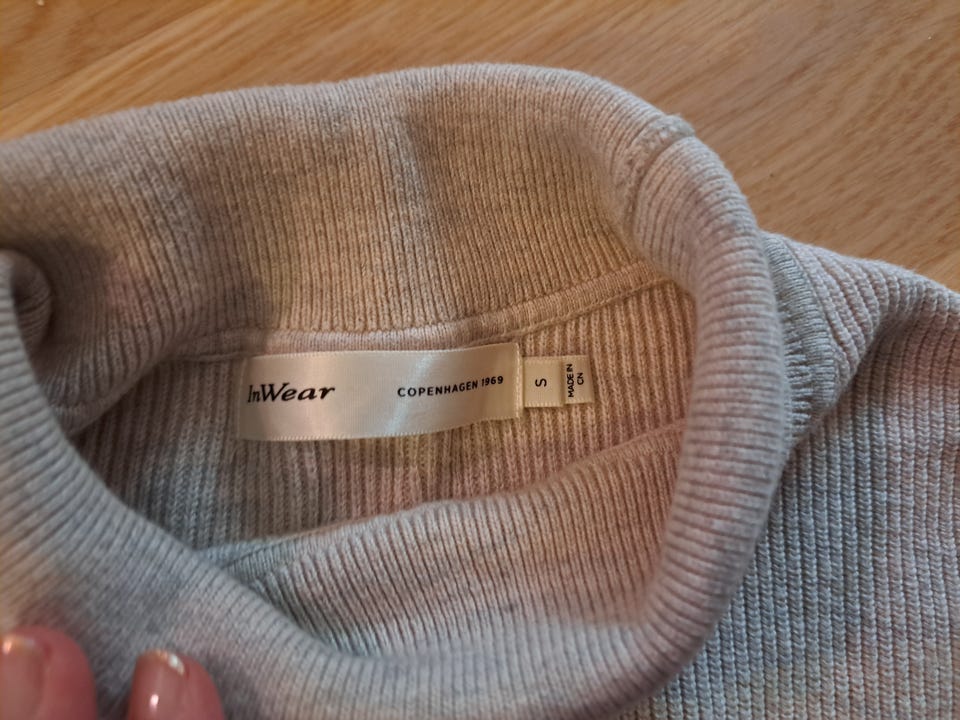 InWear
COPENHAGEN 1969
S
MADE IN
CN